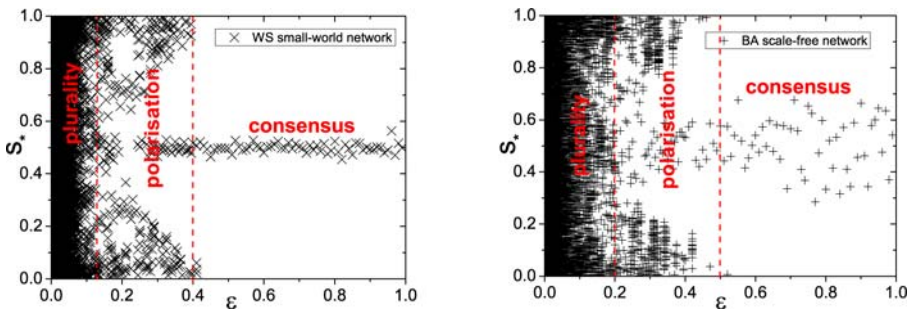 1.0
0.8
0.6
0.4
0.2
0.0
S*
× WS small-world network
plurality
polarisation
consensus
0.0 0.2 0.4 0.6 0.8 1.0
ε
1.0
0.8
0.6
0.4
0.2
0.0
S*
+ BA scale-free network
plurality
polarisation
consensus
0.0 0.2 0.4 0.6 0.8 1.0
ε